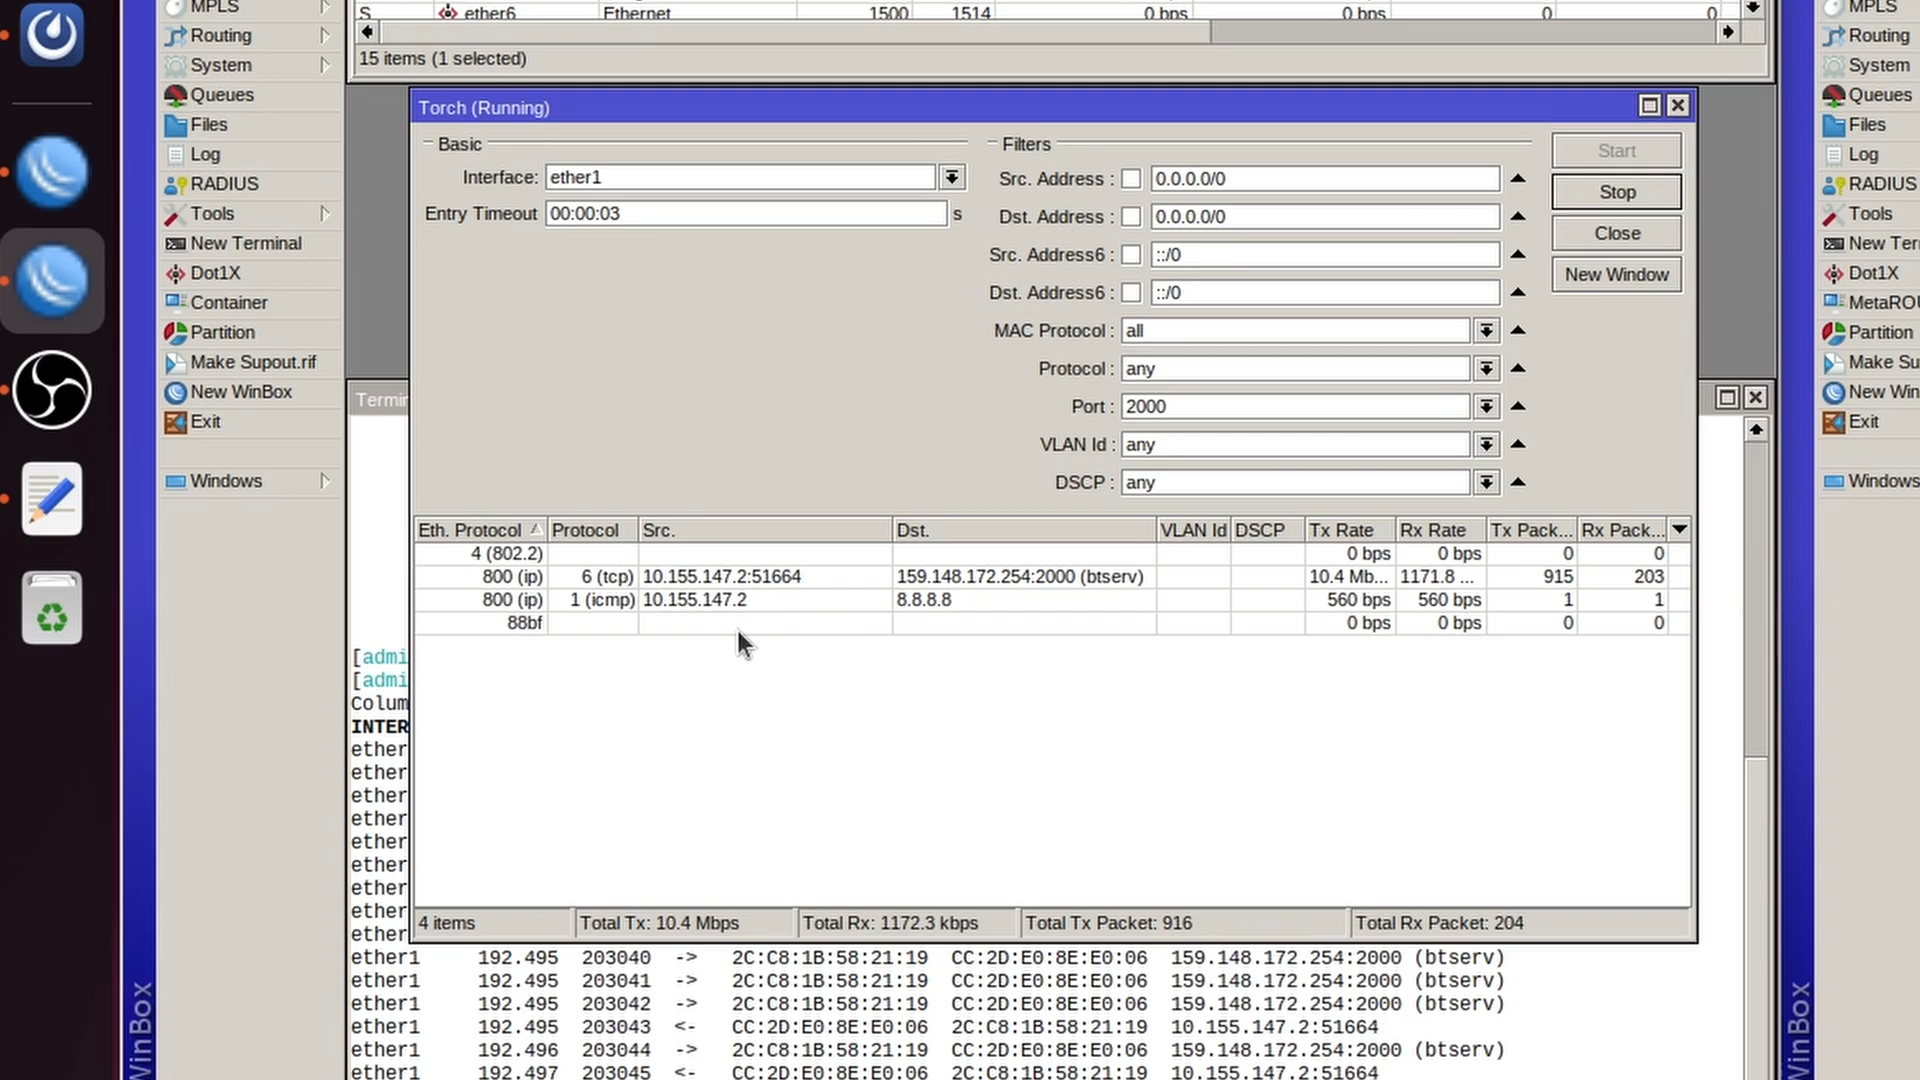 MPLS
Routing
System
Queues
Files
Log
RADIUS
Tools
New Terminal
Dot1X
Container
Partition
Make Supout.rif
New WinBox
Exit
Windows
WinBox
S ether6 Ethernet 1500 1514 0 bps 0 bps 0 0
15 items (1 selected)
Torch (Running)
Basic
Interface: ether1
Entry Timeout 00:00:03 s
Filters
Src. Address : 0.0.0.0/0
Dst. Address : 0.0.0.0/0
Src. Address6 : ::/0
Dst. Address6 : ::/0
MAC Protocol : all
Protocol : any
Port : 2000
VLAN Id : any
DSCP : any
Start
Stop
Close
New Window
Eth. Protocol Protocol Src. Dst. VLAN Id DSCP Tx Rate Rx Rate Tx Pack... Rx Pack...
4 (802.2) 0 bps 0 bps 0 0
800 (ip) 6 (tcp) 10.155.147.2:51664 159.148.172.254:2000 (btserv) 10.4 Mb... 1171.8 ... 915 203
800 (ip) 1 (icmp) 10.155.147.2 8.8.8.8 560 bps 560 bps 1 1
88bf 0 bps 0 bps 0 0
4 items Total Tx: 10.4 Mbps Total Rx: 1172.3 kbps Total Tx Packet: 916 Total Rx Packet: 204
Termin
[admi
[admi
Colum
INTER
ether
ether
ether
ether
ether
ether
ether
ether
ether
ether1 192.495 203040 -> 2C:C8:1B:58:21:19 CC:2D:E0:8E:E0:06 159.148.172.254:2000 (btserv)
ether1 192.495 203041 -> 2C:C8:1B:58:21:19 CC:2D:E0:8E:E0:06 159.148.172.254:2000 (btserv)
ether1 192.495 203042 -> 2C:C8:1B:58:21:19 CC:2D:E0:8E:E0:06 159.148.172.254:2000 (btserv)
ether1 192.495 203043 <- CC:2D:E0:8E:E0:06 2C:C8:1B:58:21:19 10.155.147.2:51664
ether1 192.496 203044 -> 2C:C8:1B:58:21:19 CC:2D:E0:8E:E0:06 159.148.172.254:2000 (btserv)
ether1 192.497 203045 <- CC:2D:E0:8E:E0:06 2C:C8:1B:58:21:19 10.155.147.2:51664
MPLS
Routing
System
Queues
Files
Log
RADIUS
Tools
New Ter
Dot1X
MetaROU
Partition
Make Su
New Win
Exit
Windows
WinBox